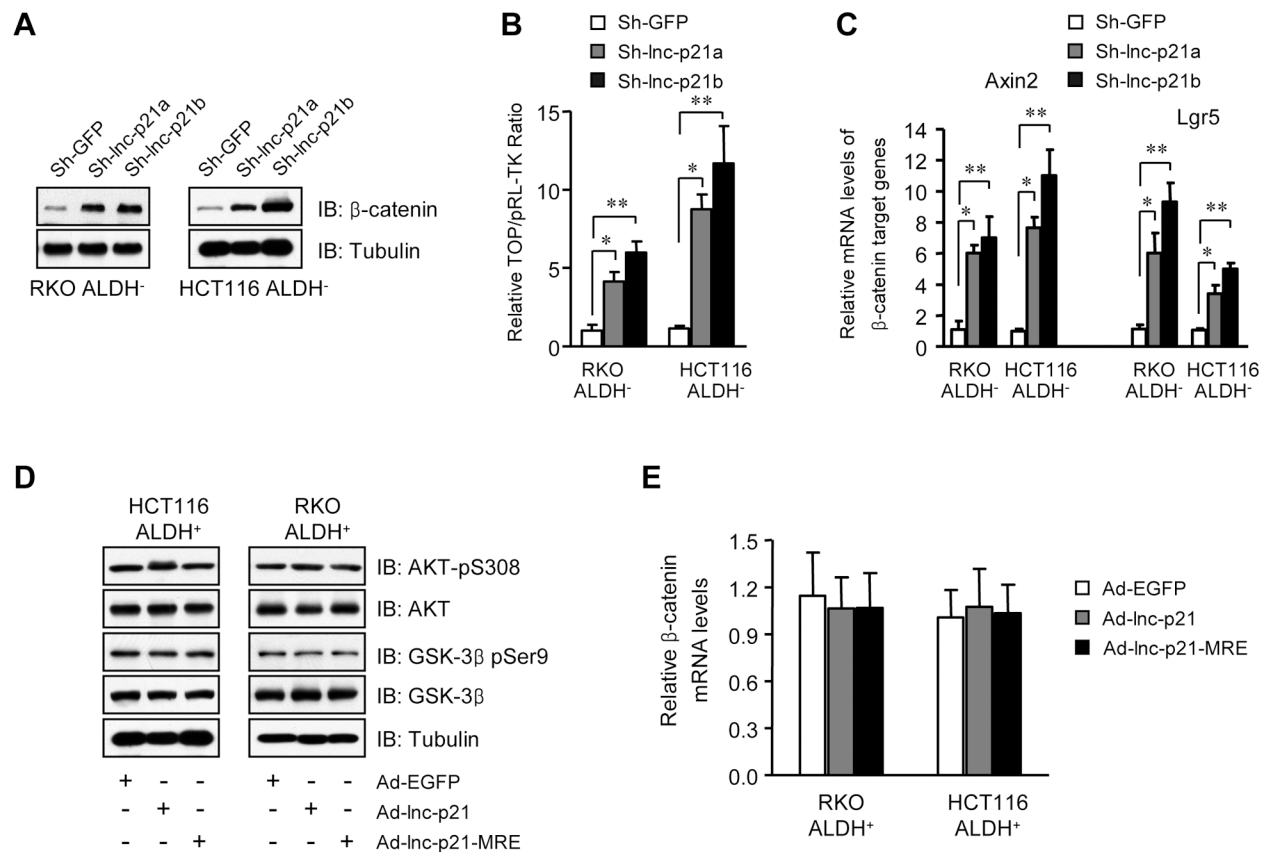 A
Sh-GFP
Sh-lnc-p21a
Sh-lnc-p21b
Sh-GFP
Sh-lnc-p21a
Sh-lnc-p21b
IB: β-catenin
IB: Tubulin
RKO ALDH-
HCT116 ALDH-
B
Sh-GFP
Sh-lnc-p21a
Sh-lnc-p21b
Relative TOP/pRL-TK Ratio
15
10
5
0
*
**
*
**
RKO
ALDH-
HCT116
ALDH-
C
Sh-GFP
Sh-lnc-p21a
Sh-lnc-p21b
Axin2
Lgr5
Relative mRNA levels of
β-catenin target genes
14
12
10
8
6
4
2
0
*
**
*
**
*
**
*
**
RKO
ALDH-
HCT116
ALDH-
RKO
ALDH-
HCT116
ALDH-
D
HCT116
ALDH+
RKO
ALDH+
IB: AKT-pS308
IB: AKT
IB: GSK-3β pSer9
IB: GSK-3β
IB: Tubulin
+ - - + - - Ad-EGFP
- + - - + - Ad-lnc-p21
- - + - - + Ad-lnc-p21-MRE
E
Relative β-catenin
mRNA levels
1.5
1.2
0.9
0.6
0.3
0.0
RKO
ALDH+
HCT116
ALDH+
Ad-EGFP
Ad-lnc-p21
Ad-lnc-p21-MRE